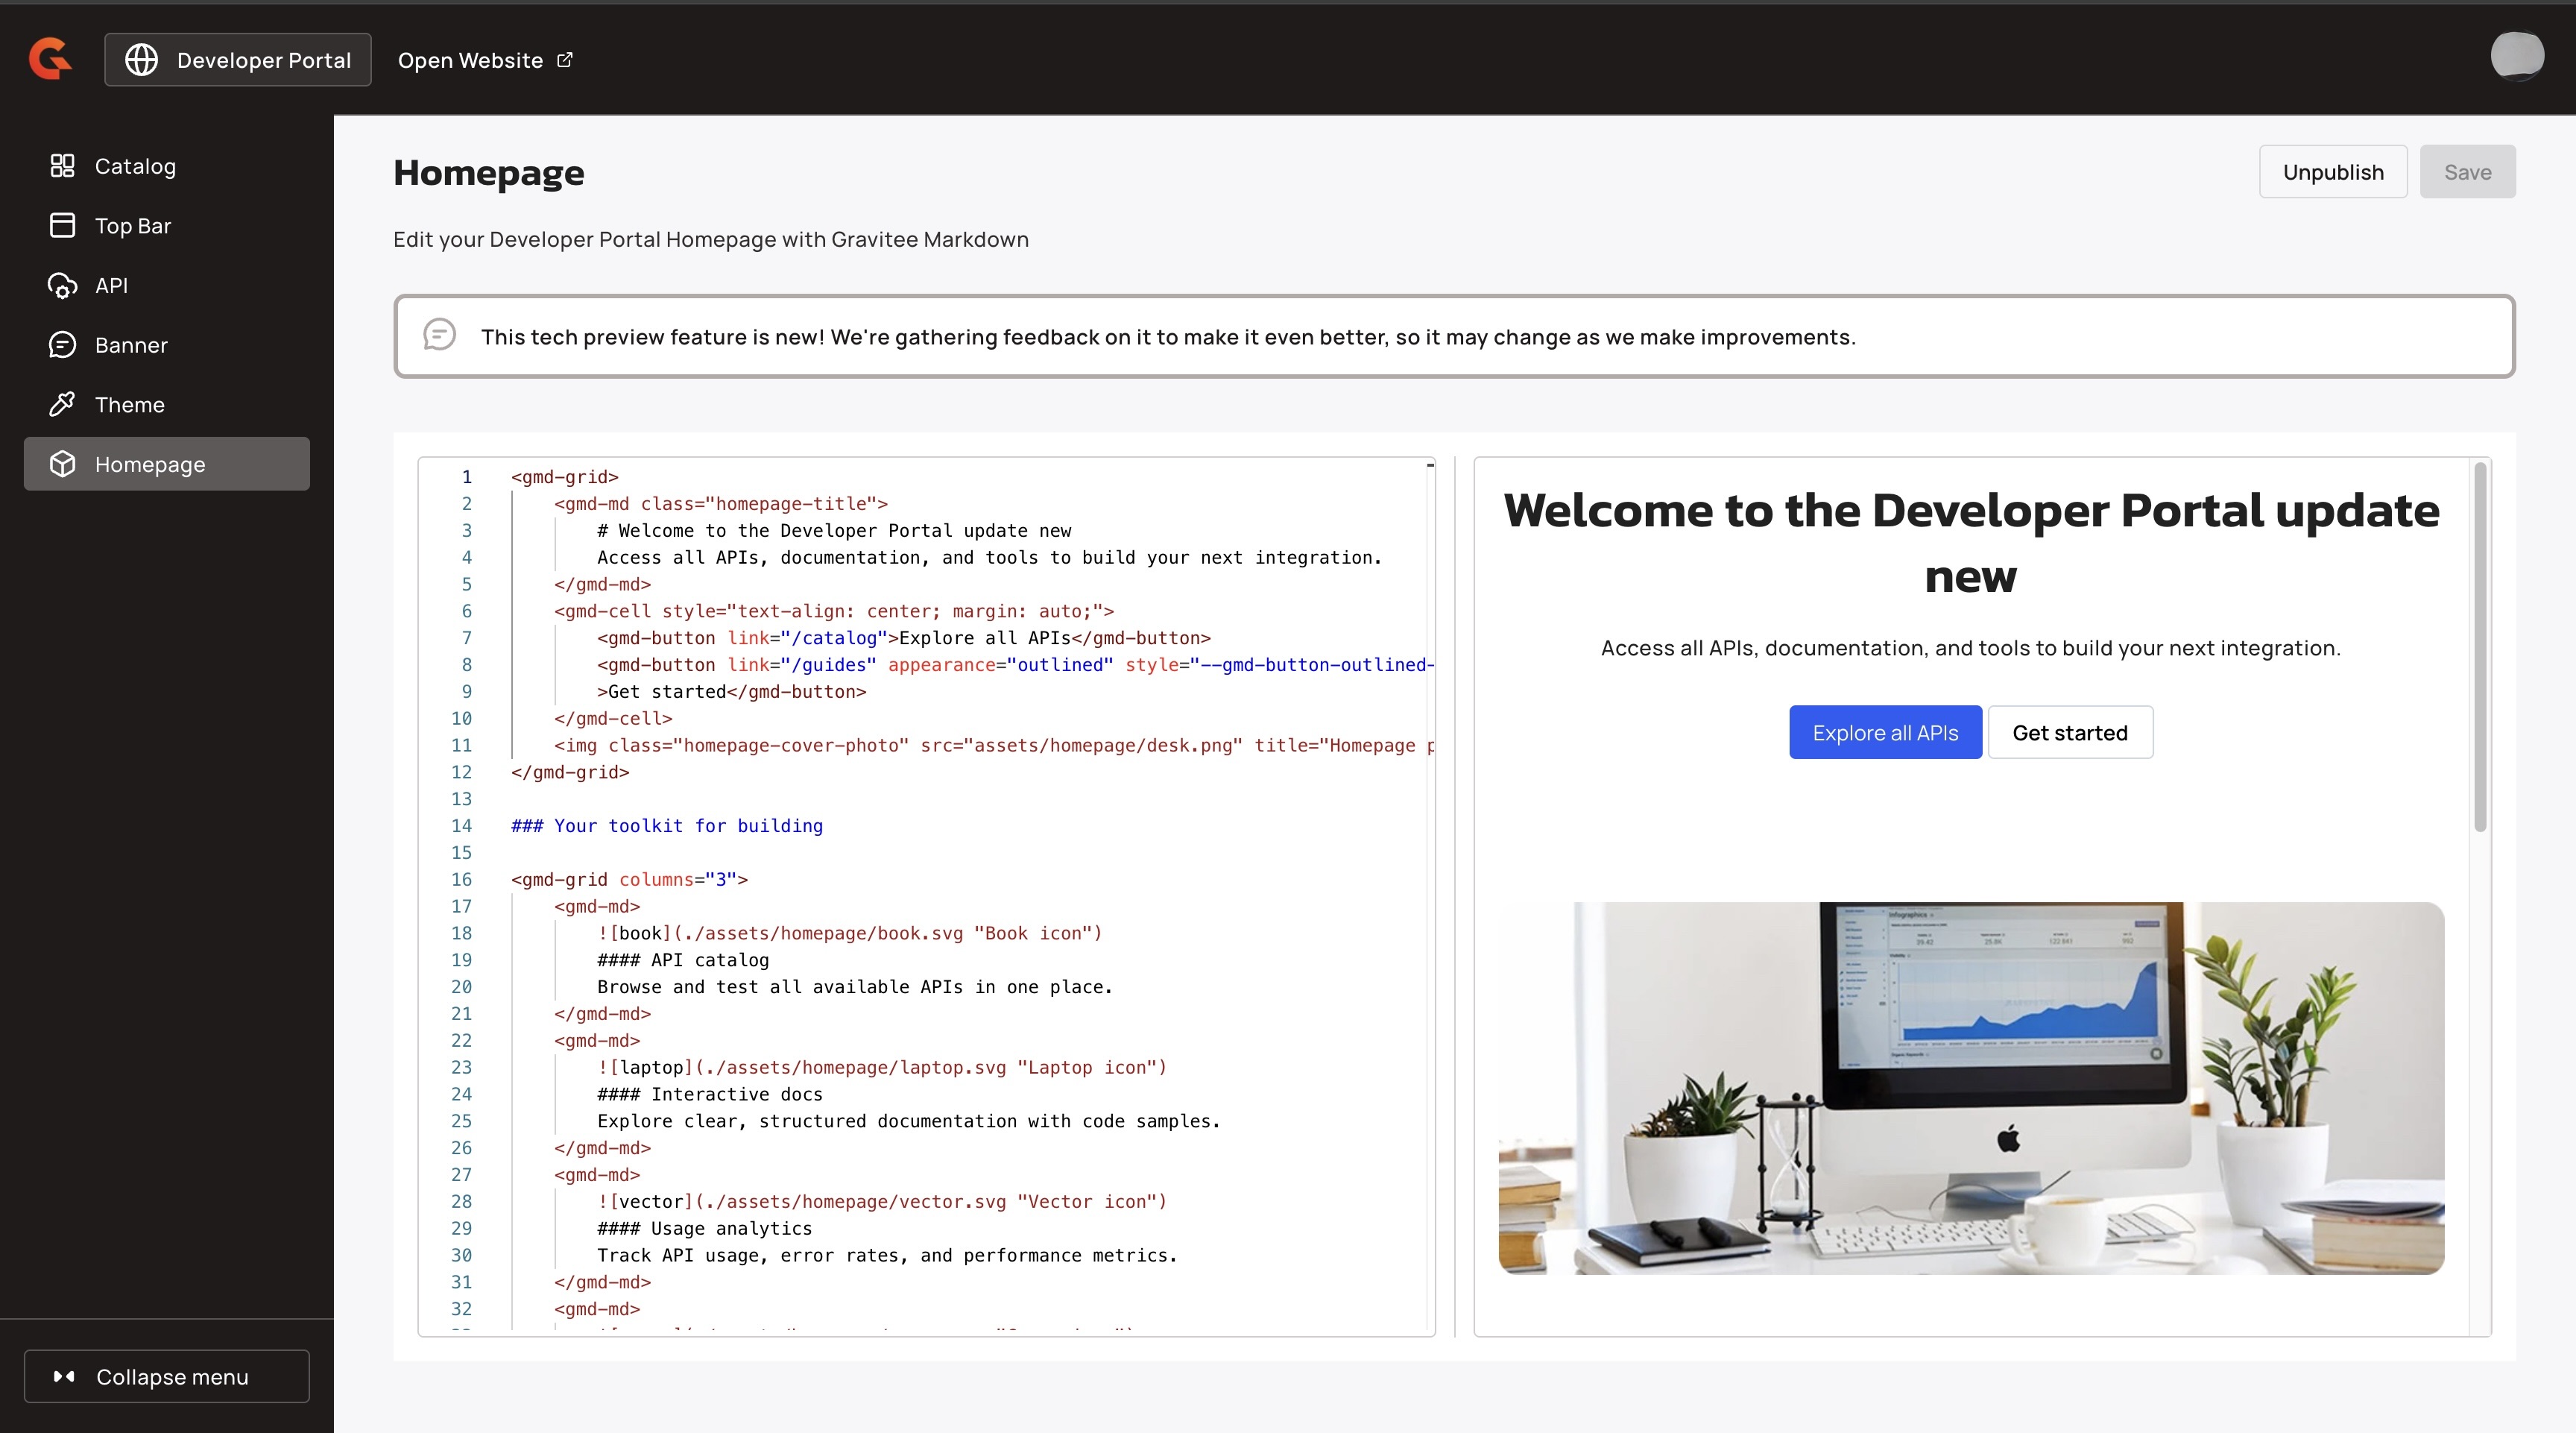 Developer Portal
Open Website
Catalog
Top Bar
API
Banner
Theme
Homepage
Collapse menu
Homepage
Unpublish
Save
Edit your Developer Portal Homepage with Gravitee Markdown
This tech preview feature is new! We're gathering feedback on it to make it even better, so it may change as we make improvements.
1 <gmd-grid>
2 <gmd-md class="homepage-title">
3 # Welcome to the Developer Portal update new
4 Access all APIs, documentation, and tools to build your next integration.
5 </gmd-md>
6 <gmd-cell style="text-align: center; margin: auto;">
7 <gmd-button link="/catalog">Explore all APIs</gmd-button>
8 <gmd-button link="/guides" appearance="outlined" style="--gmd-button-outlined-
9 >Get started</gmd-button>
10 </gmd-cell>
11 <img class="homepage-cover-photo" src="assets/homepage/desk.png" title="Homepage p
12 </gmd-grid>
13
14 ### Your toolkit for building
15
16 <gmd-grid columns="3">
17 <gmd-md>
18 ![book](./assets/homepage/book.svg "Book icon")
19 #### API catalog
20 Browse and test all available APIs in one place.
21 </gmd-md>
22 <gmd-md>
23 ![laptop](./assets/homepage/laptop.svg "Laptop icon")
24 #### Interactive docs
25 Explore clear, structured documentation with code samples.
26 </gmd-md>
27 <gmd-md>
28 ![vector](./assets/homepage/vector.svg "Vector icon")
29 #### Usage analytics
30 Track API usage, error rates, and performance metrics.
31 </gmd-md>
32 <gmd-md>
Welcome to the Developer Portal update
new
Access all APIs, documentation, and tools to build your next integration.
Explore all APIs
Get started
Infographics